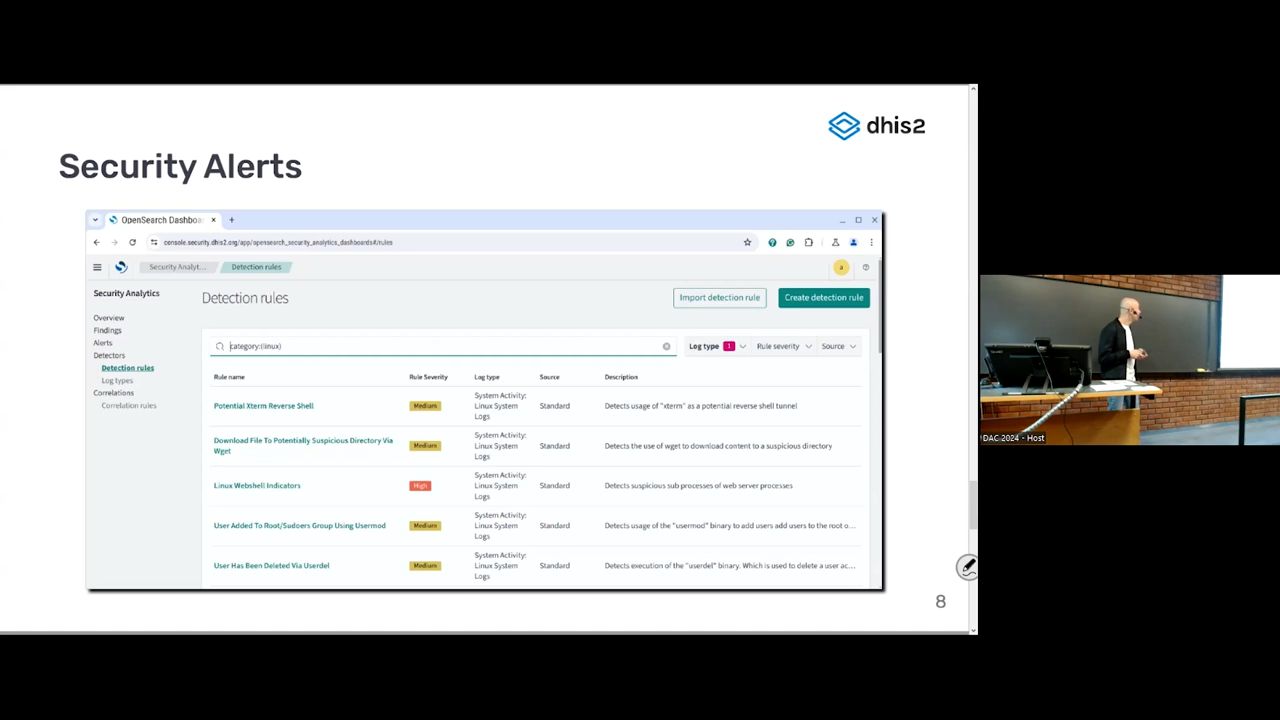 dhis2
Security Alerts
OpenSearch Dashboa
console.security.dhis2.org/app/opensearch_security_analytics_dashboards#/rules
Security Analyt... Detection rules a
Security Analytics
Overview
Findings
Alerts
Detectors
Detection rules
Log types
Correlations
Correlation rules
Detection rules
Import detection rule Create detection rule
category:(linux) Log type 1 Rule severity Source
Rule name Rule Severity Log type Source Description
Potential Xterm Reverse Shell Medium System Activity: Linux System Logs Standard Detects usage of "xterm" as a potential reverse shell tunnel
Download File To Potentially Suspicious Directory Via Wget Medium System Activity: Linux System Logs Standard Detects the use of wget to download content to a suspicious directory
Linux Webshell Indicators High System Activity: Linux System Logs Standard Detects suspicious sub processes of web server processes
User Added To Root/Sudoers Group Using Usermod Medium System Activity: Linux System Logs Standard Detects usage of the "usermod" binary to add users add users to the root o...
User Has Been Deleted Via Userdel Medium System Activity: Linux System Logs Standard Detects execution of the "userdel" binary. Which is used to delete a user ac...
8
DAC 2024 - Host